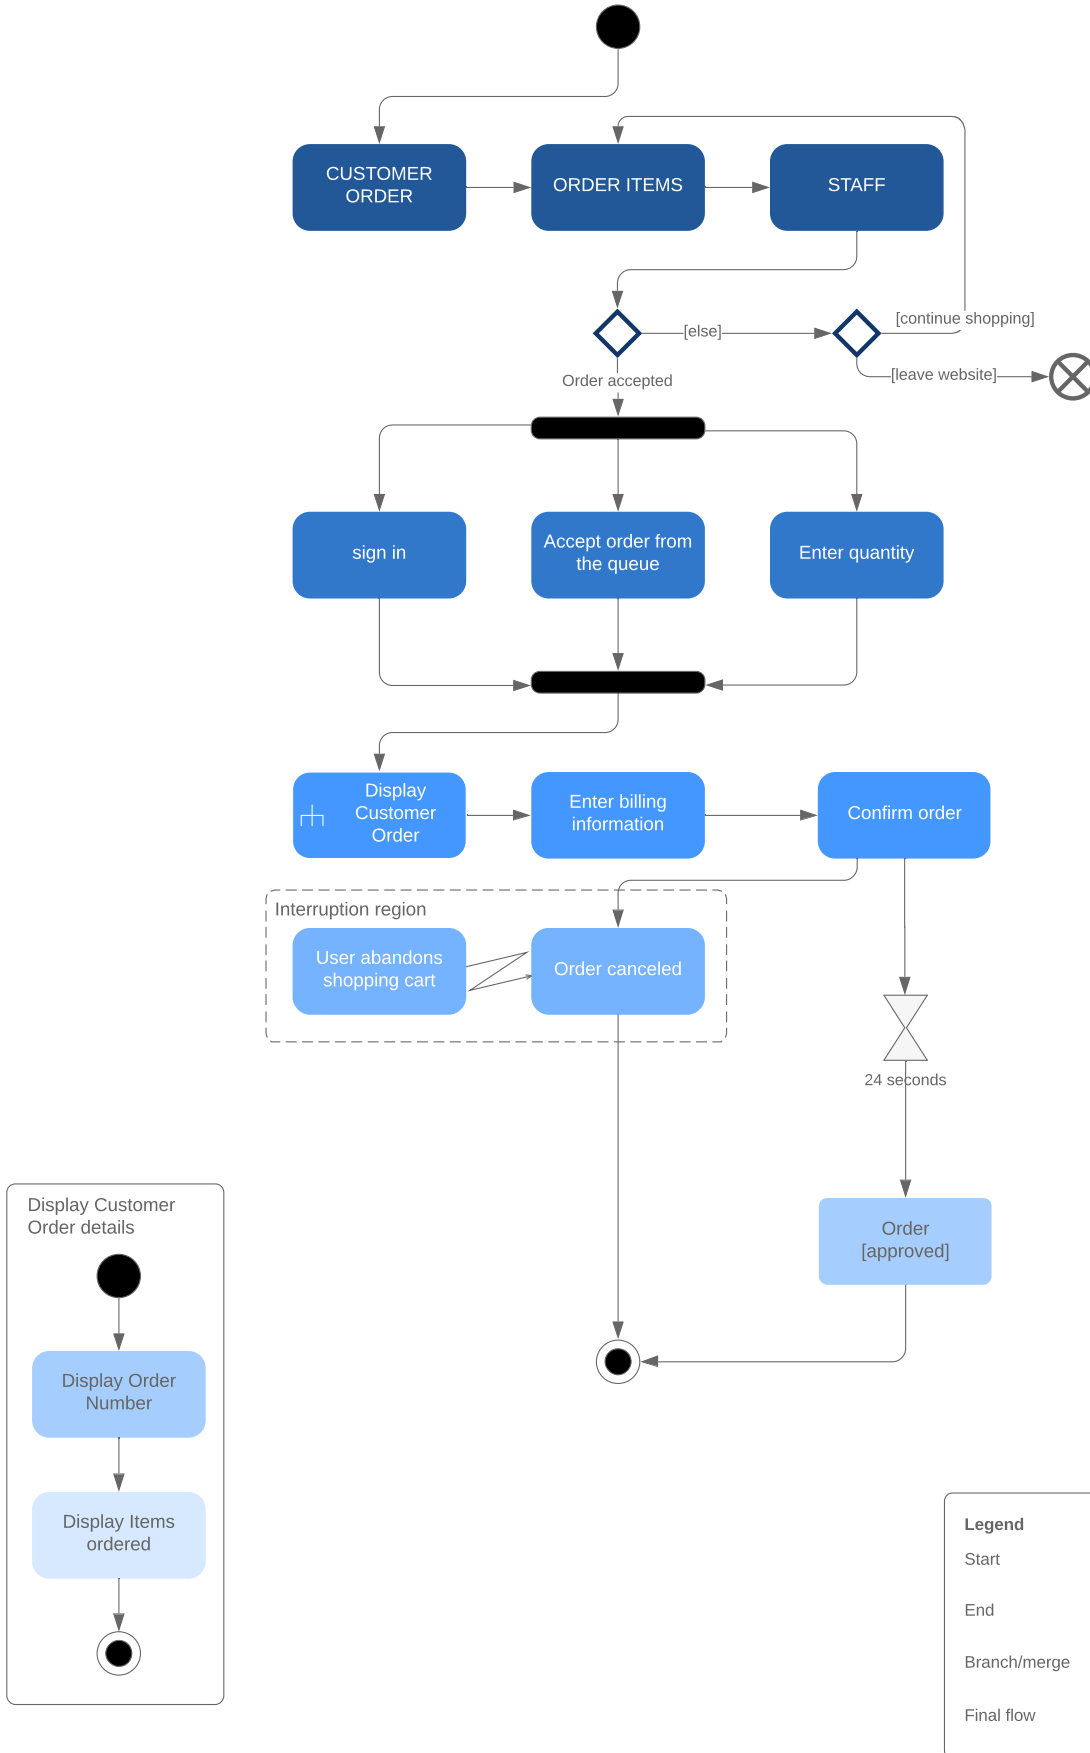 CUSTOMER
ORDER
ORDER ITEMS
STAFF
[else]
[continue shopping]
[leave website]
Order accepted
sign in
Accept order from
the queue
Enter quantity
Display
Customer
Order
Enter billing
information
Confirm order
Interruption region
User abandons
shopping cart
Order canceled
24 seconds
Order
[approved]
Display Customer
Order details
Display Order
Number
Display Items
ordered
Legend
Start
End
Branch/merge
Final flow